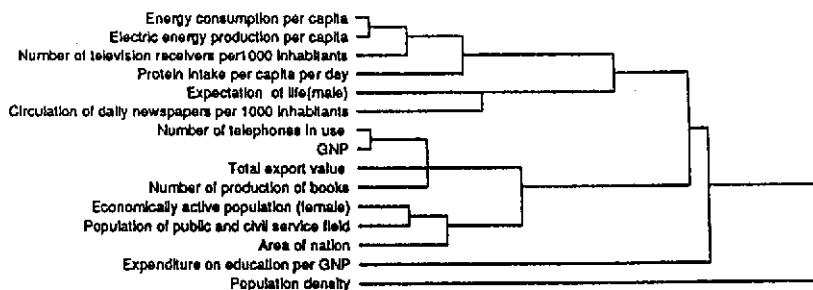 Energy consumption per capita
Electric energy production per capita
Number of television receivers per1000 inhabitants
Protein intake per capita per day
Expectation of life(male)
Circulation of daily newspapers per 1000 inhabitants
Number of telephones in use
GNP
Total export value
Number of production of books
Economically active population (female)
Population of public and civil service field
Area of nation
Expenditure on education per GNP
Population density